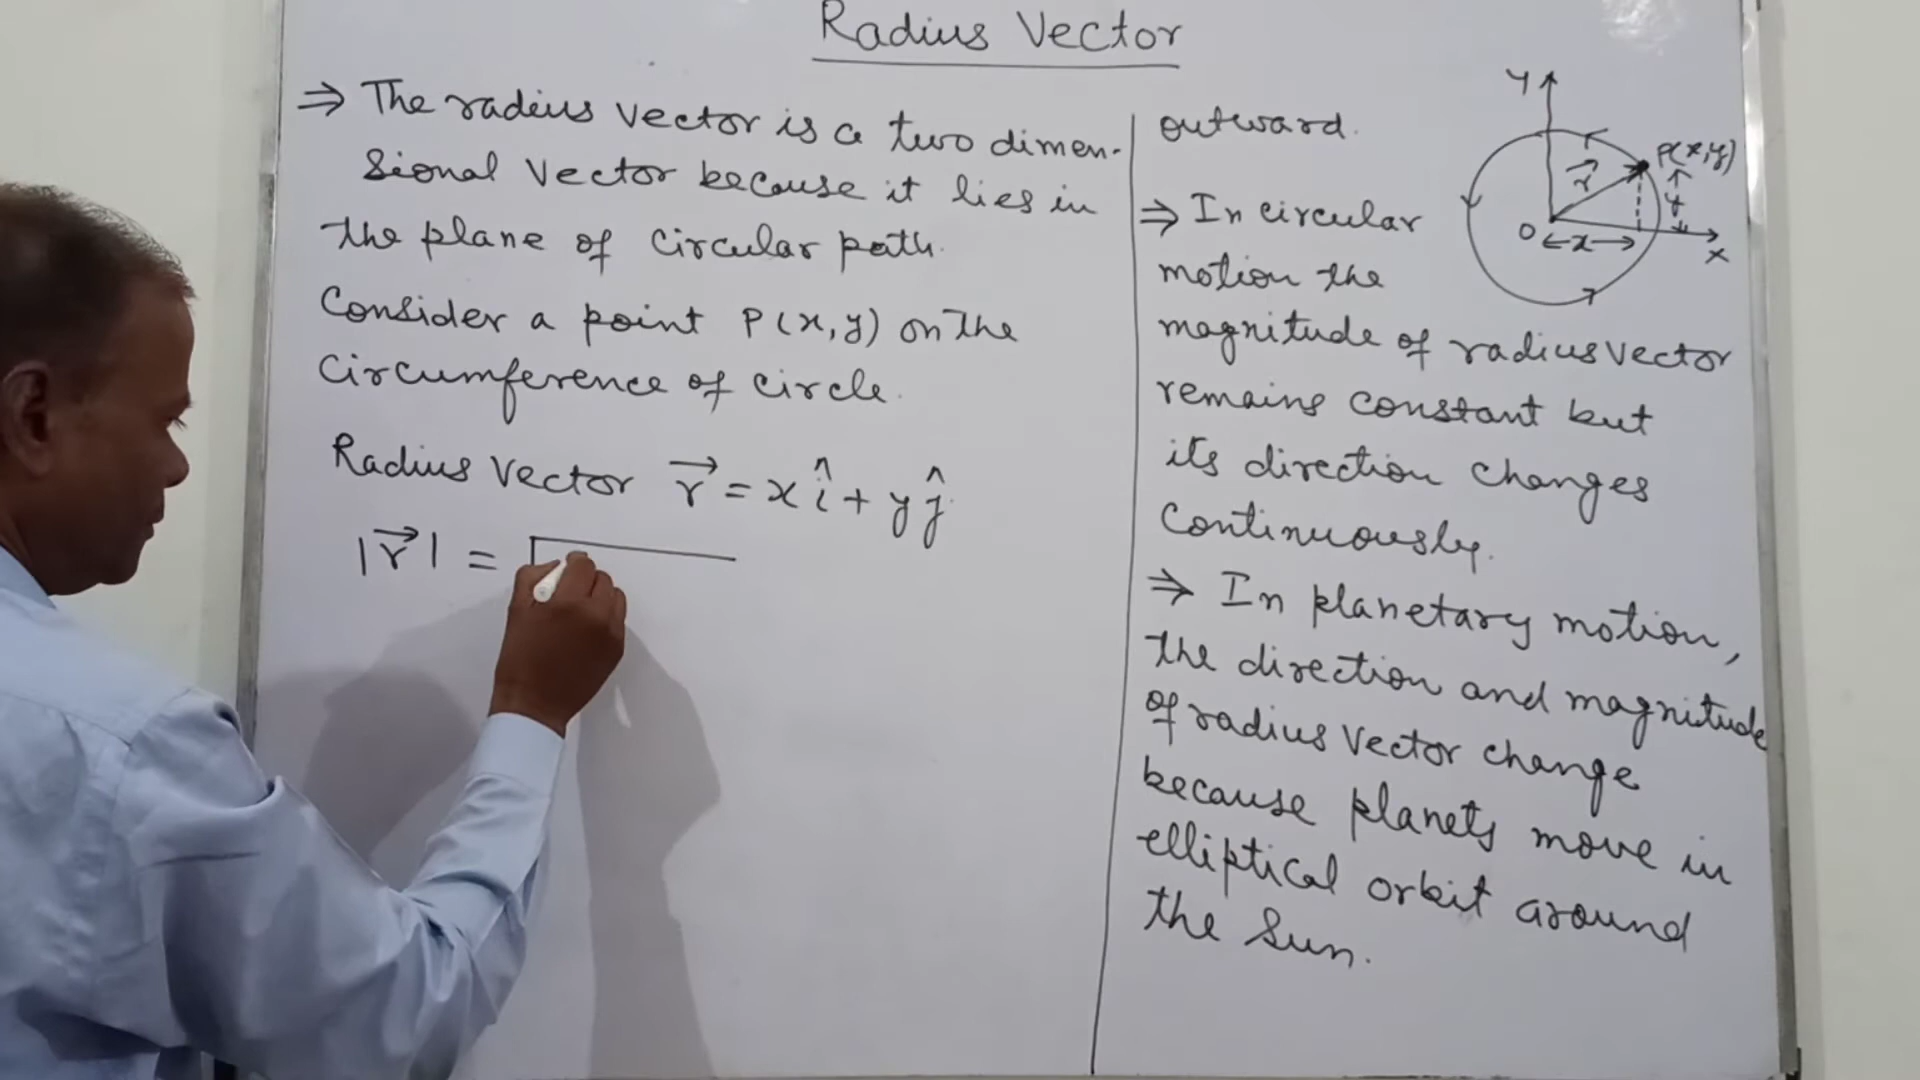 Radius Vector
⇒ The radius vector is a two dimen-
sional vector because it lies in
the plane of circular path.
Consider a point P(x,y) on the
circumference of circle.
Radius vector r⃗ = x î + y ĵ
|r⃗| =
outward.
⇒ In circular
motion the
magnitude of radius vector
remains constant but
its direction changes
continuously.
⇒ In planetary motion,
the direction and magnitude
of radius vector change
because planets move in
elliptical orbit around
the Sun.
Y
P(x,y)
r⃗
y
O
x
X